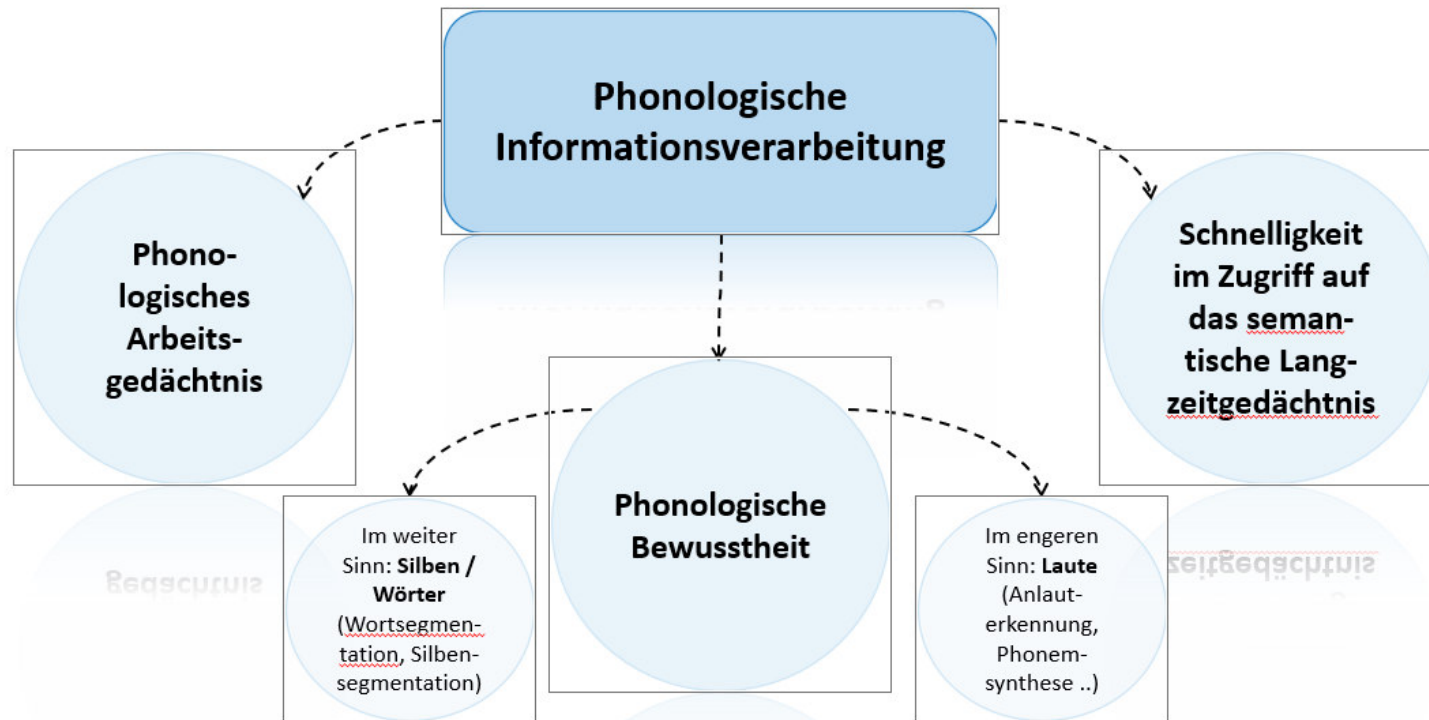 Phonologische
Informationsverarbeitung
Phono-
logisches
Arbeits-
gedächtnis
Schnelligkeit
im Zugriff auf
das seman-
tische Lang-
zeitgedächtnis
Phonologische
Bewusstheit
Im weiter
Sinn: Silben /
Wörter
(Wortsegmen-
tation, Silben-
segmentation)
Im engeren
Sinn: Laute
(Anlaut-
erkennung,
Phonem-
synthese ..)